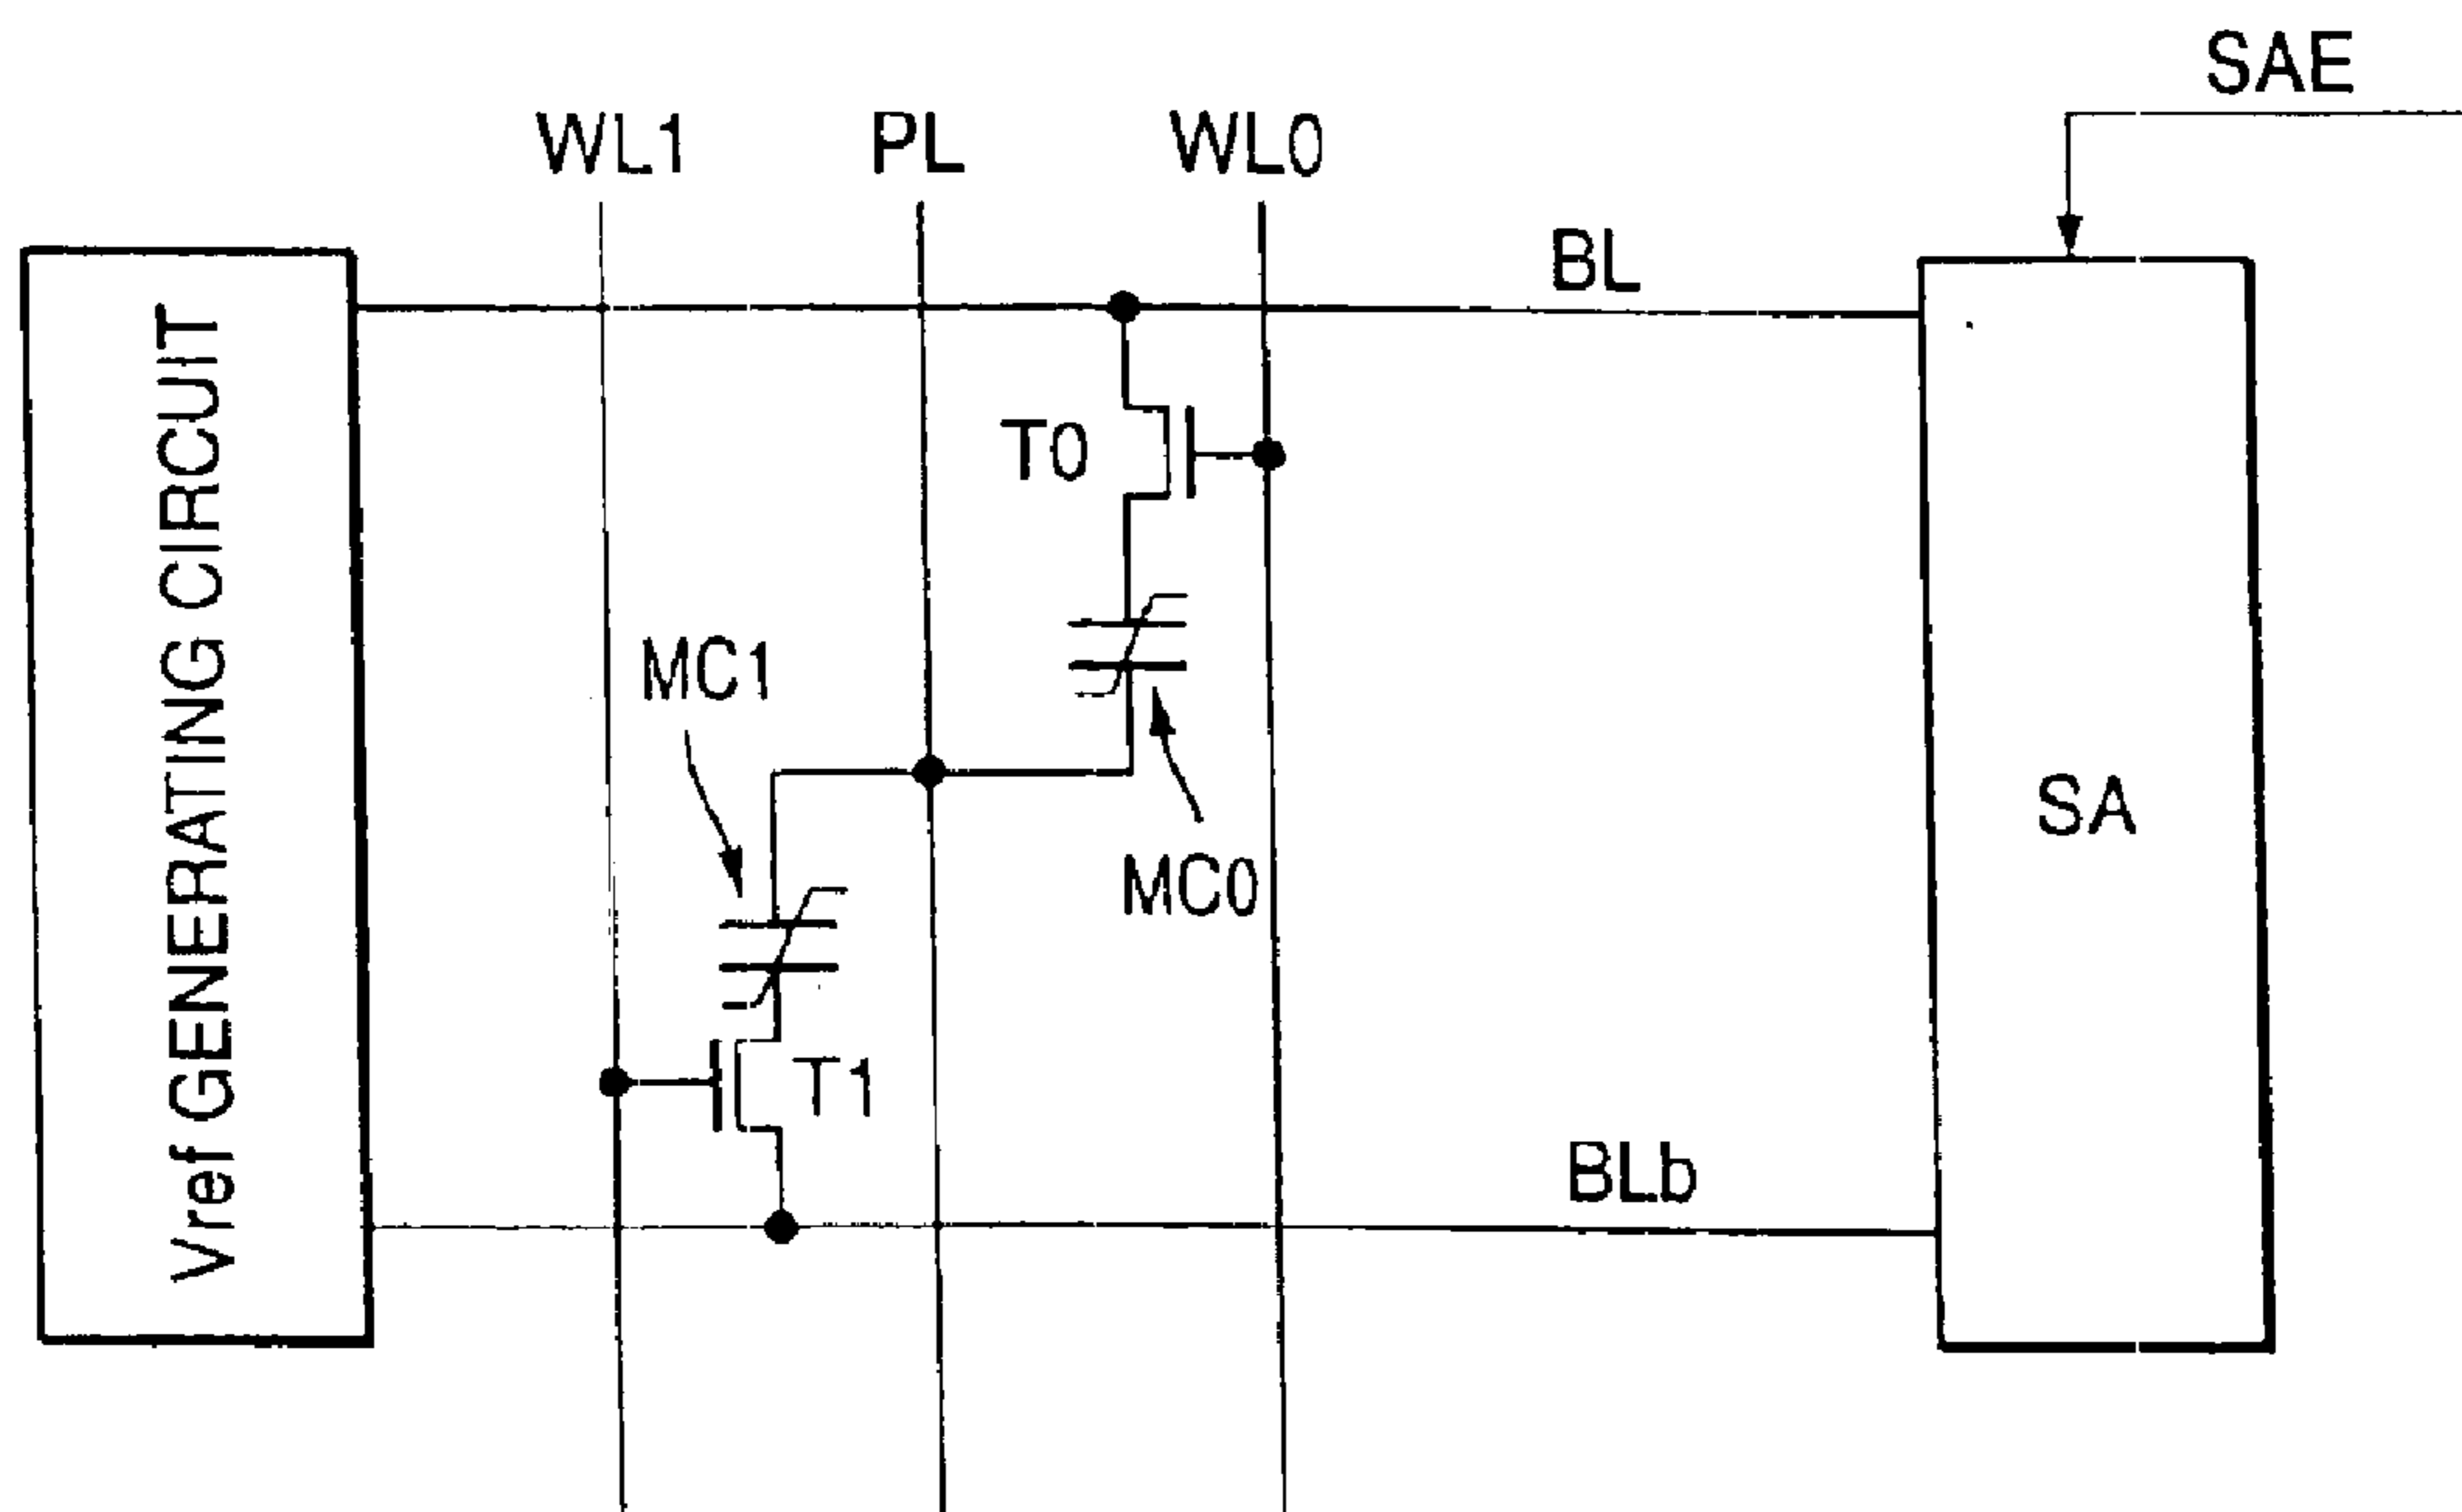 SAE
WL1
PL
WL0
BL
T0
Vref GENERATING CIRCUIT
MC1
SA
MC0
T1
BLb